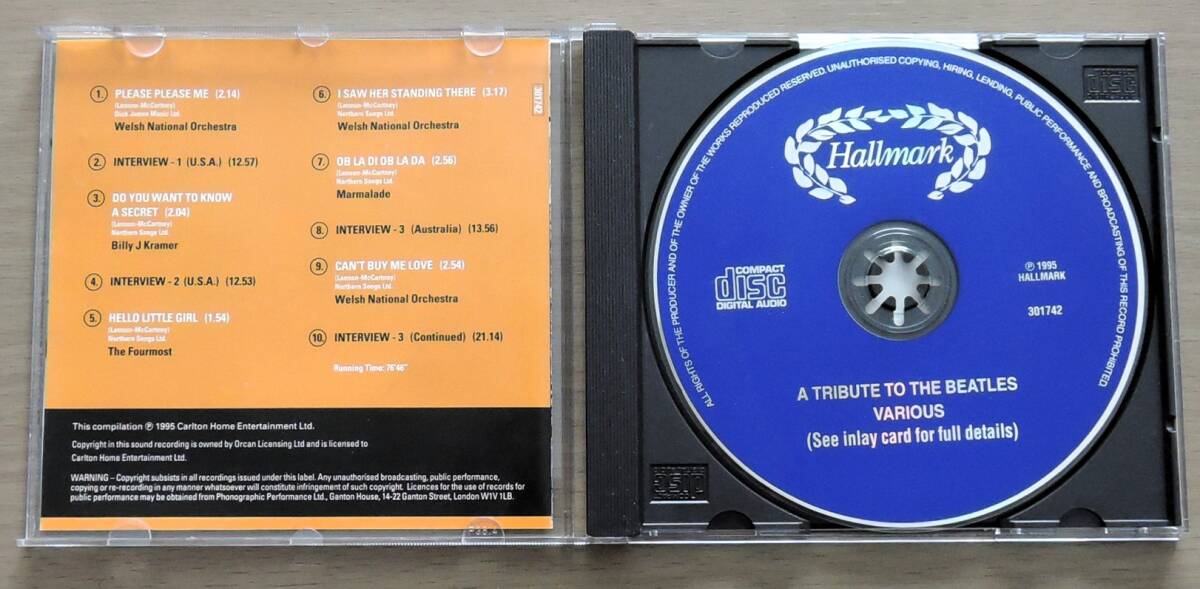 1. PLEASE PLEASE ME (2.14)
(Lennon-McCartney)
Dick James Music Ltd.
Welsh National Orchestra
2. INTERVIEW - 1 (U.S.A.) (12.57)
3. DO YOU WANT TO KNOW
A SECRET (2.04)
(Lennon-McCartney)
Northern Songs Ltd.
Billy J Kramer
4. INTERVIEW - 2 (U.S.A.) (12.53)
5. HELLO LITTLE GIRL (1.54)
(Lennon-McCartney)
Northern Songs Ltd.
The Fourmost
6. I SAW HER STANDING THERE (3.17)
(Lennon-McCartney)
Northern Songs Ltd.
Welsh National Orchestra
7. OB LA DI OB LA DA (2.56)
(Lennon-McCartney)
Northern Songs Ltd.
Marmalade
8. INTERVIEW - 3 (Australia) (13.56)
9. CAN'T BUY ME LOVE (2.54)
(Lennon-McCartney)
Northern Songs Ltd.
Welsh National Orchestra
10. INTERVIEW - 3 (Continued) (21.14)
Running Time: 76'46"
301742
This compilation ℗ 1995 Carlton Home Entertainment Ltd.
Copyright in this sound recording is owned by Orcan Licensing Ltd and is licensed to
Carlton Home Entertainment Ltd.
WARNING – Copyright subsists in all recordings issued under this label. Any unauthorised broadcasting, public performance,
copying or re-recording in any manner whatsoever will constitute infringement of such copyright. Licences for the use of records for
public performance may be obtained from Phonographic Performance Ltd., Ganton House, 14-22 Ganton Street, London W1V 1LB.
P38.4
ALL RIGHTS OF THE PRODUCER AND OF THE OWNER OF THE WORKS REPRODUCED RESERVED. UNAUTHORISED COPYING, HIRING, LENDING, PUBLIC PERFORMANCE AND BROADCASTING OF THIS RECORD PROHIBITED.
Hallmark
COMPACT
disc
DIGITAL AUDIO
℗ 1995
HALLMARK
301742
A TRIBUTE TO THE BEATLES
VARIOUS
(See inlay card for full details)